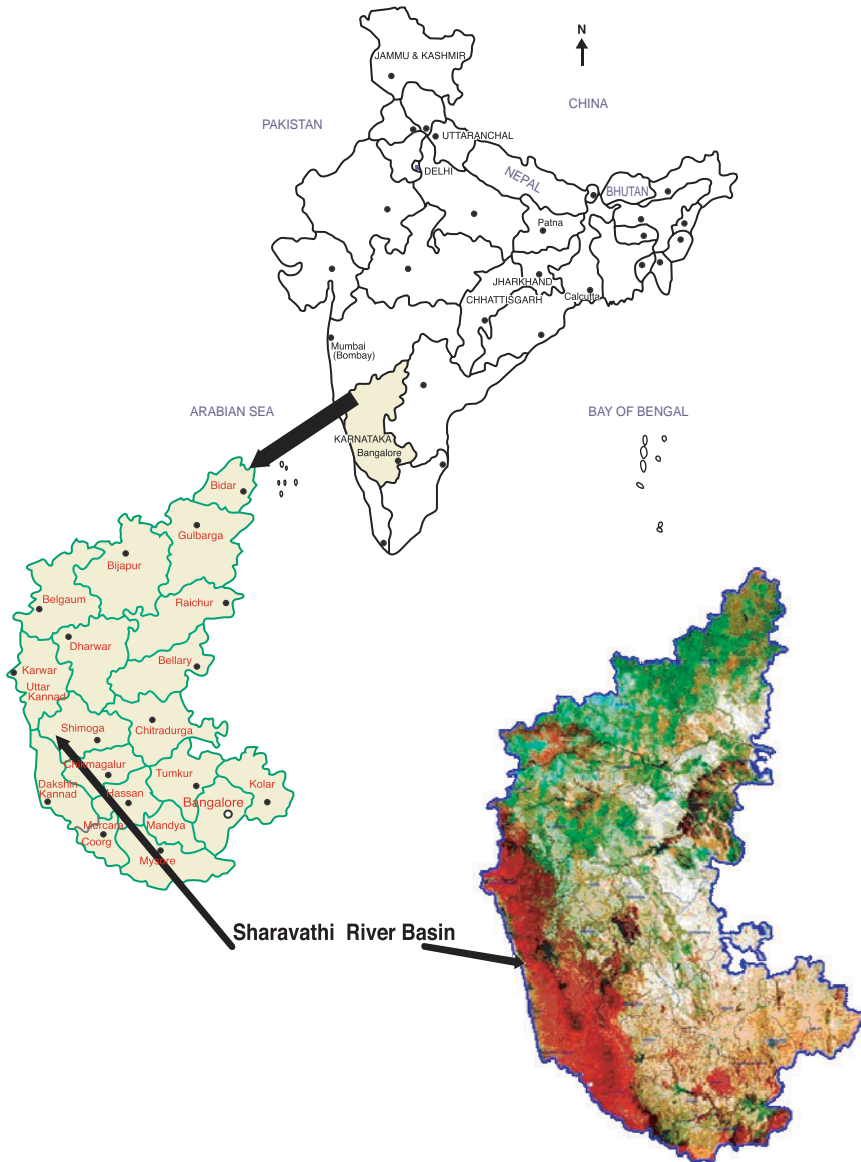 N
JAMMU & KASHMIR
CHINA
PAKISTAN
UTTARANCHAL
DELHI
NEPAL
BHUTAN
Patna
JHARKHAND
CHHATTISGARH
Calcutta
Mumbai
(Bombay)
ARABIAN SEA
BAY OF BENGAL
KARNATAKA
Bangalore
Bidar
Gulbarga
Bijapur
Belgaum
Raichur
Dharwar
Bellary
Karwar
Uttar
Kannad
Shimoga
Chitradurga
Chikmagalur
Tumkur
Kolar
Dakshin
Kannad
Hassan
Bangalore
Mercara
Mandya
Coorg
Mysore
Sharavathi River Basin